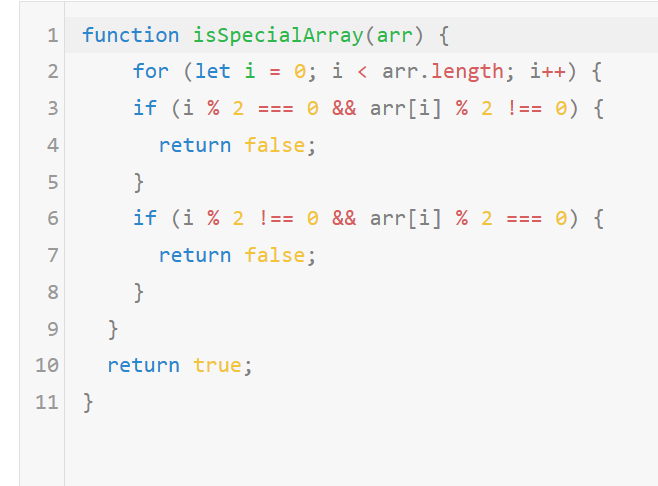 1 function isSpecialArray(arr) {
2     for (let i = 0; i < arr.length; i++) {
3     if (i % 2 === 0 && arr[i] % 2 !== 0) {
4       return false;
5     }
6     if (i % 2 !== 0 && arr[i] % 2 === 0) {
7       return false;
8     }
9   }
10   return true;
11 }